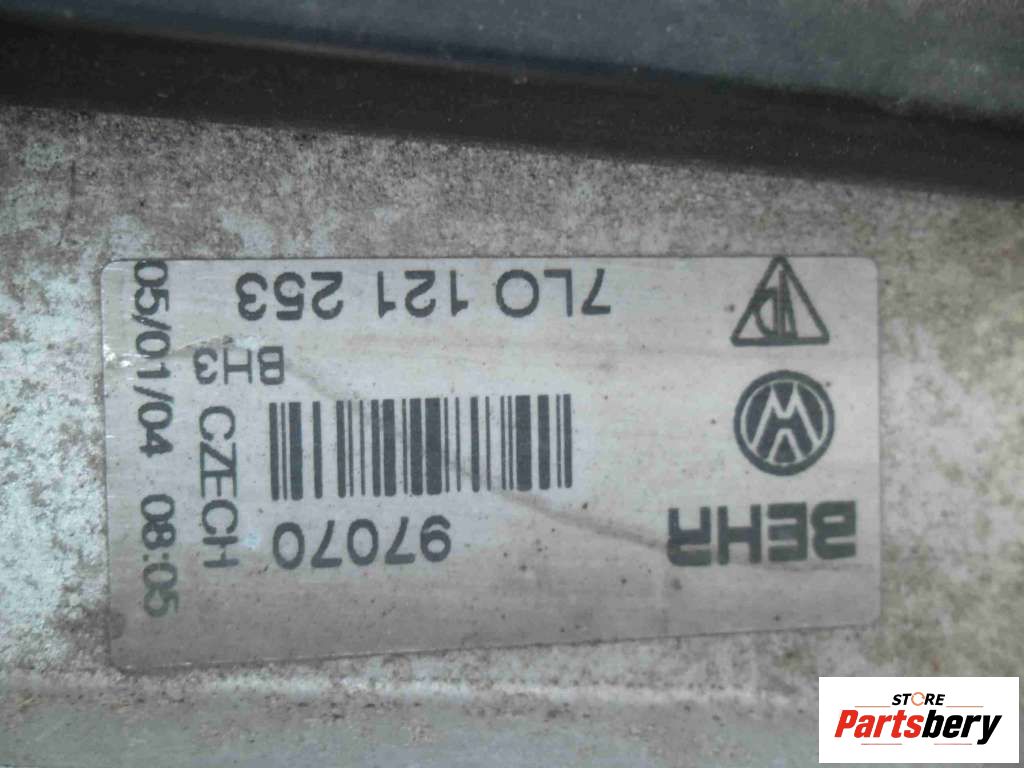 BEHR
97070
BH3
7L0 121 253
CZECH
05/01/04 08:05
STORE
Partsbery